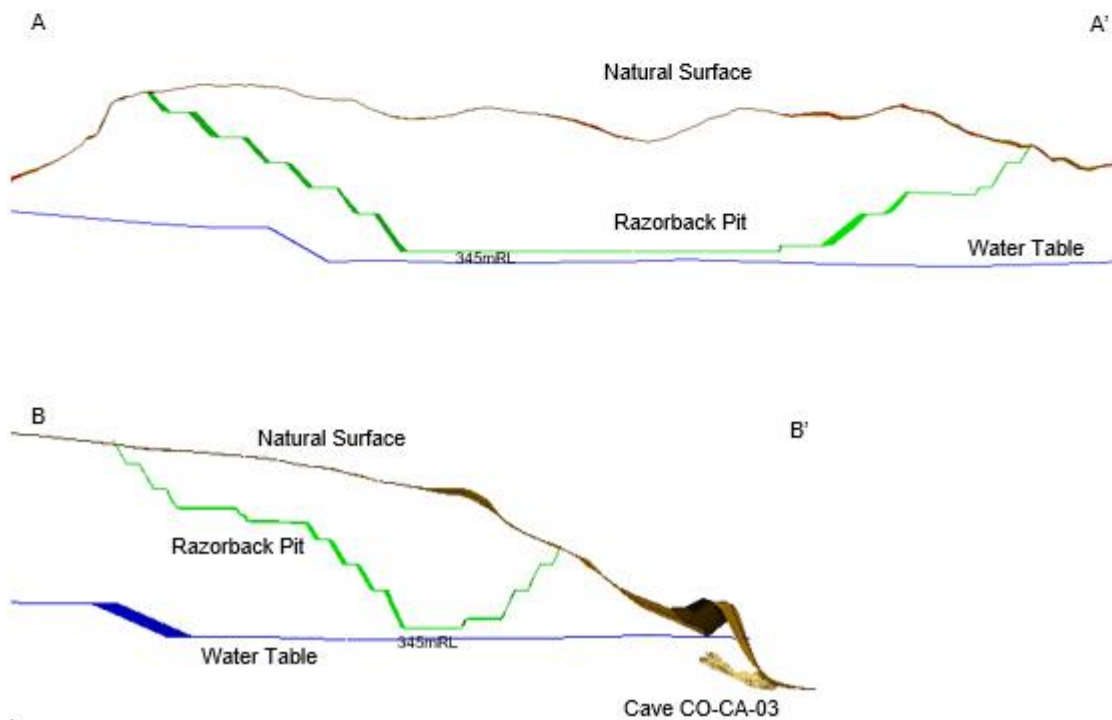 A A'
Natural Surface
Razorback Pit
Water Table
345mRL
B B'
Natural Surface
Razorback Pit
345mRL
Water Table
Cave CO-CA-03